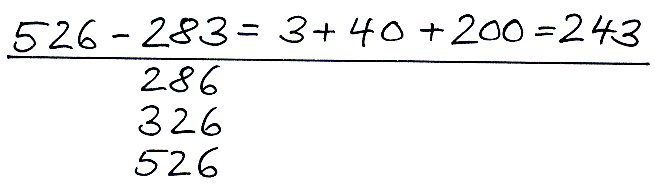 526 - 283 = 3 + 40 + 200 = 243
286
326
526